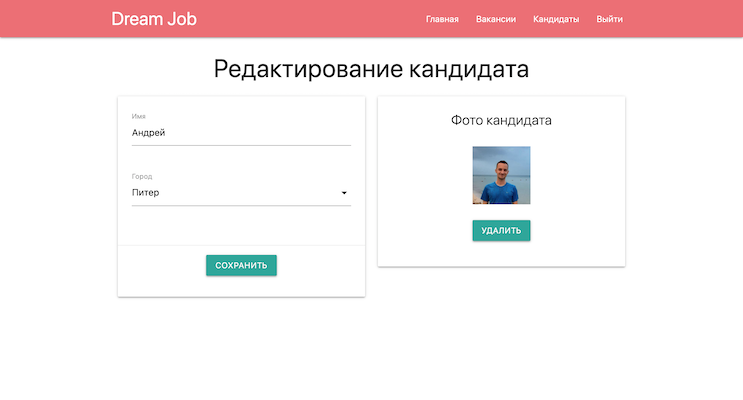 Dream Job
Главная Вакансии Кандидаты Выйти
Редактирование кандидата
Имя
Андрей
Город
Питер
СОХРАНИТЬ
Фото кандидата
УДАЛИТЬ